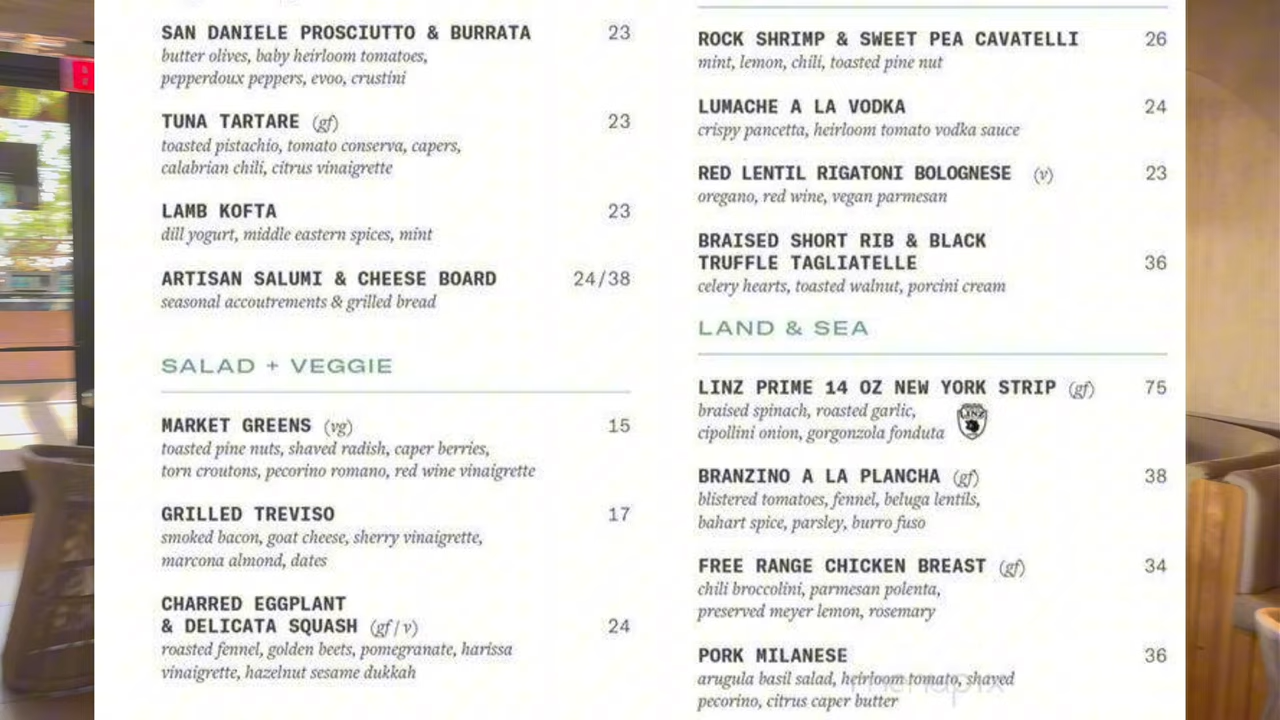 SAN DANIELE PROSCIUTTO & BURRATA 23
butter olives, baby heirloom tomatoes,
pepperdoux peppers, evoo, crustini
TUNA TARTARE (gf) 23
toasted pistachio, tomato conserva, capers,
calabrian chili, citrus vinaigrette
LAMB KOFTA 23
dill yogurt, middle eastern spices, mint
ARTISAN SALUMI & CHEESE BOARD 24/38
seasonal accoutrements & grilled bread
SALAD + VEGGIE
MARKET GREENS (vg) 15
toasted pine nuts, shaved radish, caper berries,
torn croutons, pecorino romano, red wine vinaigrette
GRILLED TREVISO 17
smoked bacon, goat cheese, sherry vinaigrette,
marcona almond, dates
CHARRED EGGPLANT
& DELICATA SQUASH (gf/v) 24
roasted fennel, golden beets, pomegranate, harissa
vinaigrette, hazelnut sesame dukkah
ROCK SHRIMP & SWEET PEA CAVATELLI 26
mint, lemon, chili, toasted pine nut
LUMACHE A LA VODKA 24
crispy pancetta, heirloom tomato vodka sauce
RED LENTIL RIGATONI BOLOGNESE (v) 23
oregano, red wine, vegan parmesan
BRAISED SHORT RIB & BLACK
TRUFFLE TAGLIATELLE 36
celery hearts, toasted walnut, porcini cream
LAND & SEA
LINZ PRIME 14 OZ NEW YORK STRIP (gf) 75
braised spinach, roasted garlic,
LINZ
cipollini onion, gorgonzola fonduta
BRANZINO A LA PLANCHA (gf) 38
blistered tomatoes, fennel, beluga lentils,
bahart spice, parsley, burro fuso
FREE RANGE CHICKEN BREAST (gf) 34
chili broccolini, parmesan polenta,
preserved meyer lemon, rosemary
PORK MILANESE 36
arugula basil salad, heirloom tomato, shaved
pecorino, citrus caper butter